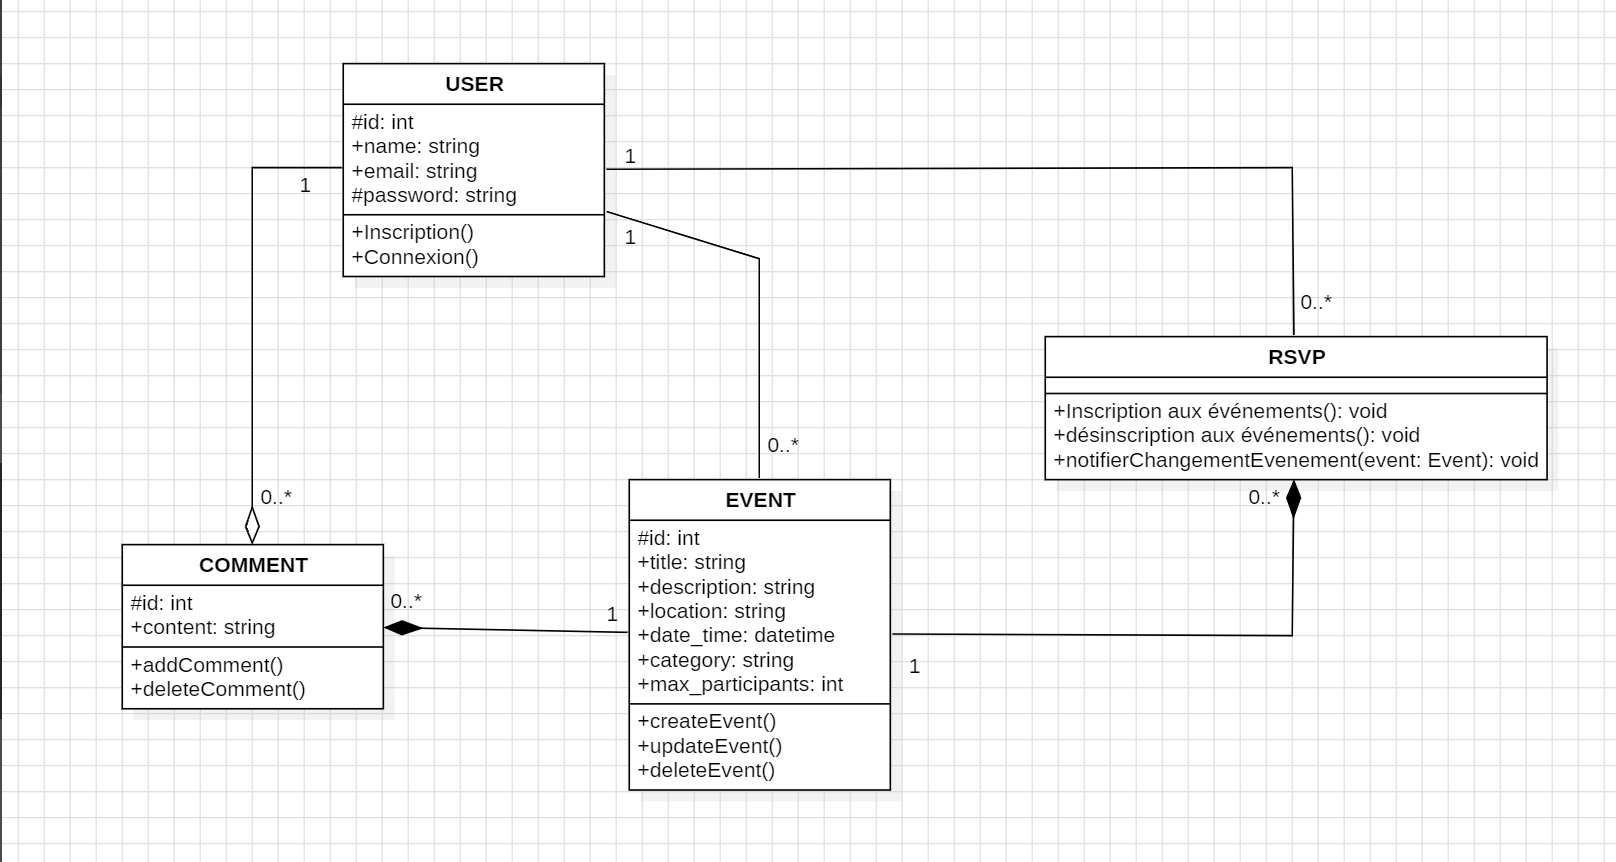 USER
#id: int
+name: string
+email: string
#password: string
+Inscription()
+Connexion()
1
1
1
0..*
RSVP
+Inscription aux événements(): void
+désinscription aux événements(): void
+notifierChangementEvenement(event: Event): void
0..*
0..*
0..*
COMMENT
#id: int
+content: string
+addComment()
+deleteComment()
0..*
1
EVENT
#id: int
+title: string
+description: string
+location: string
+date_time: datetime
+category: string
+max_participants: int
+createEvent()
+updateEvent()
+deleteEvent()
1